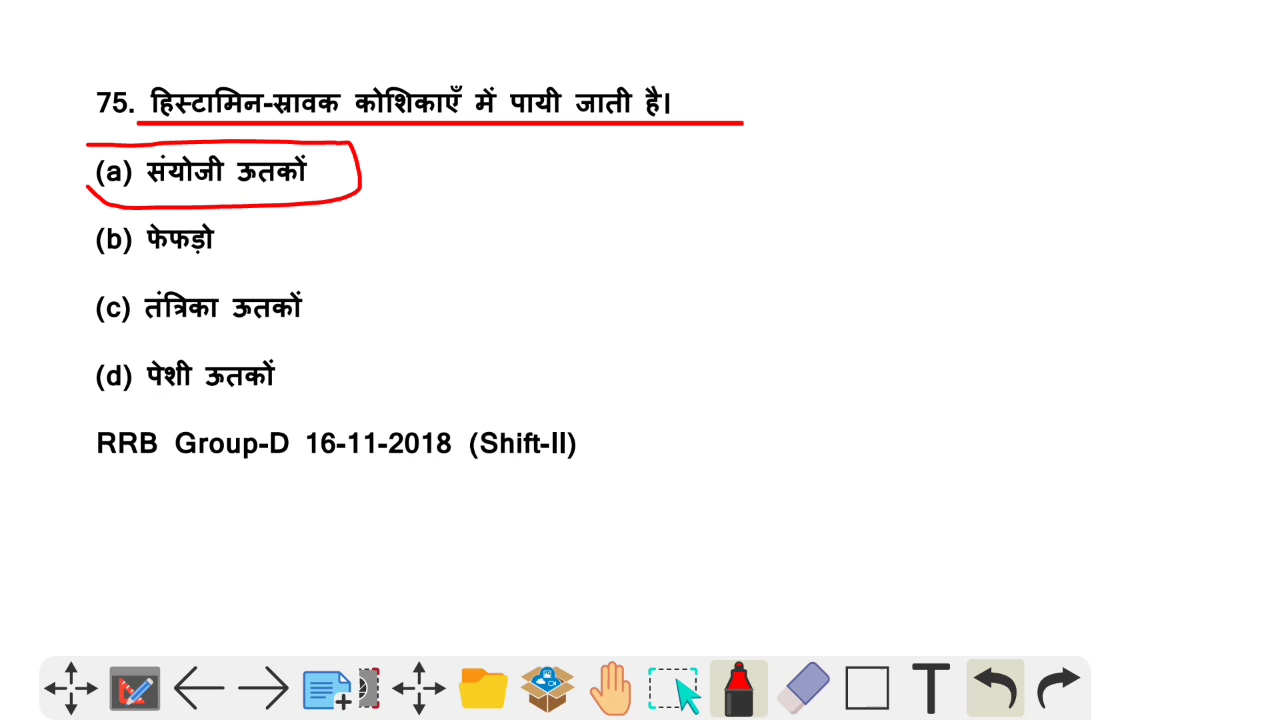 75. हिस्टामिन-स्रावक कोशिकाएँ में पायी जाती है।
(a) संयोजी ऊतकों
(b) फेफड़ो
(c) तंत्रिका ऊतकों
(d) पेशी ऊतकों
RRB Group-D 16-11-2018 (Shift-II)